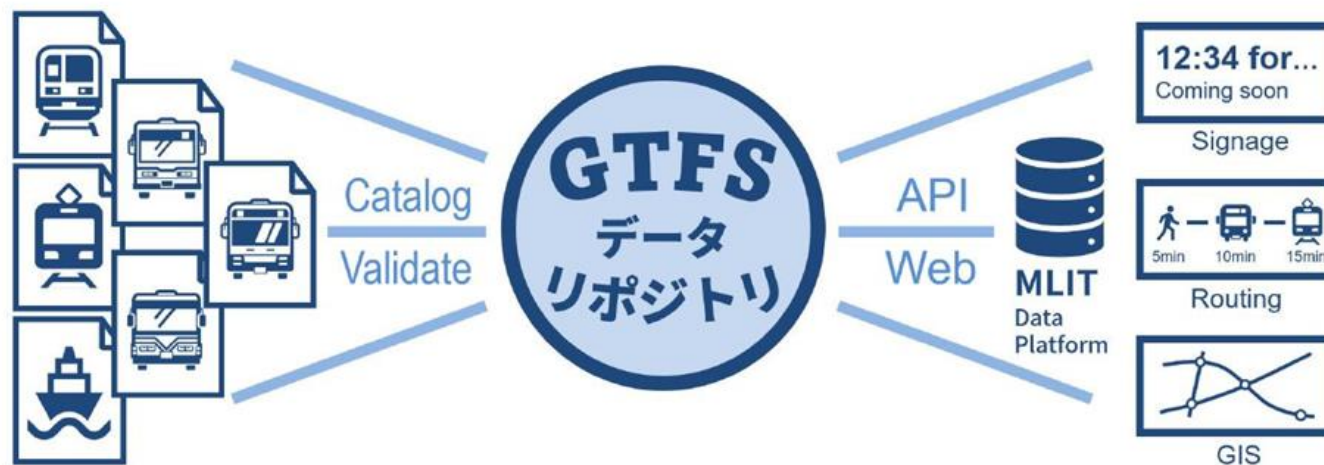 Catalog
Validate
GTFS
データ
リポジトリ
API
Web
MLIT
Data
Platform
12:34 for...
Coming soon
Signage
5min 10min 15min
Routing
GIS